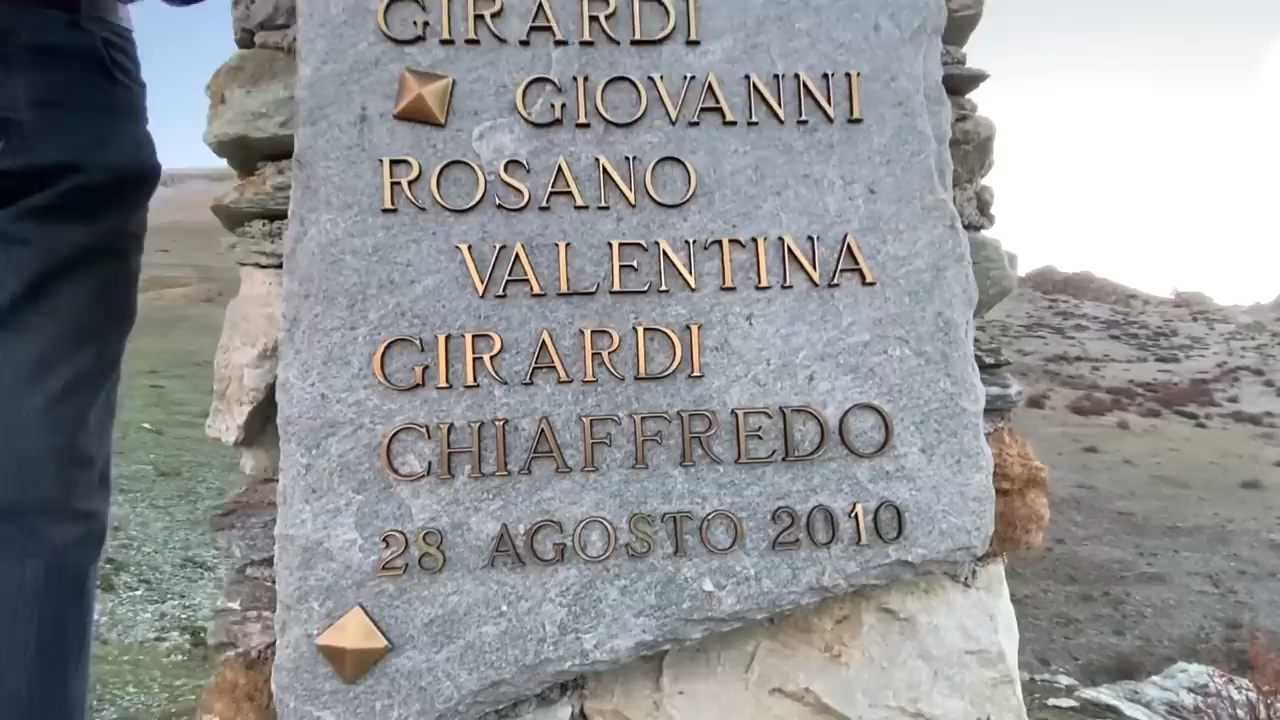 GIRARDI
GIOVANNI
ROSANO
VALENTINA
GIRARDI
CHIAFFREDO
28 AGOSTO 2010